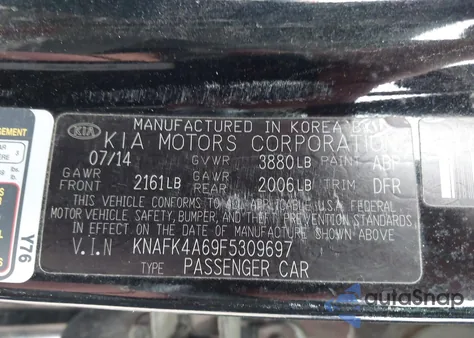 MANUFACTURED IN KOREA BY
KIA KIA MOTORS CORPORATION
07/14 GVWR 3880LB PAINT ABP
GAWR FRONT 2161LB GAWR REAR 2006LB TRIM DFR
THIS VEHICLE CONFORMS TO ALL APPLICABLE U.S.A FEDERAL
MOTOR VEHICLE SAFETY, BUMPER, AND THEFT PREVENTION STANDARDS
IN EFFECT ON THE DATE OF MANUFACTURE SHOWN ABOVE.
V.I.N KNAFK4A69F5309697
TYPE PASSENGER CAR
Y76
autoSnap